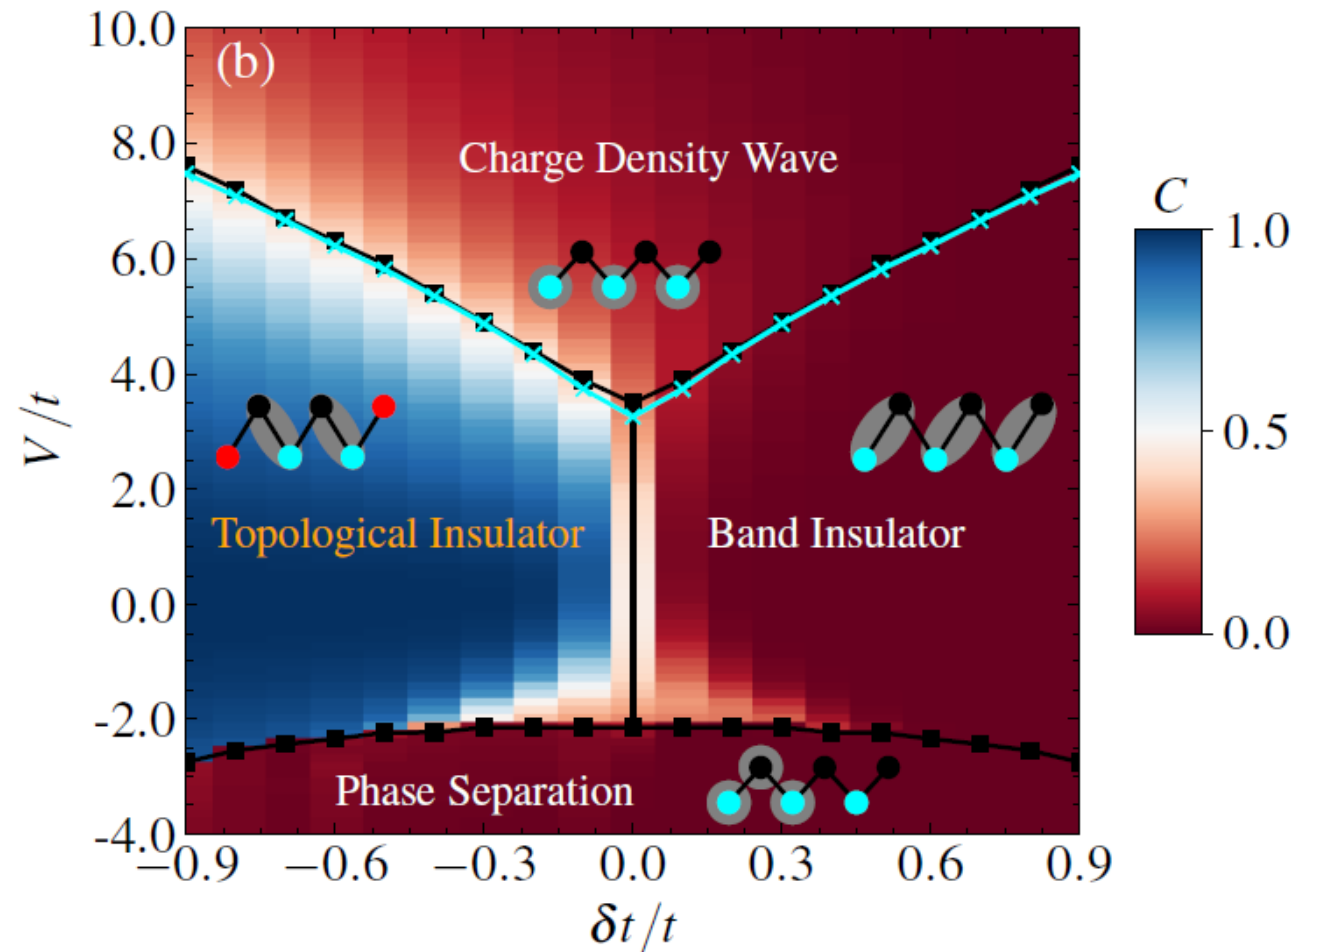 (b)
10.0
8.0
6.0
4.0
2.0
0.0
-2.0
-4.0
V/t
Charge Density Wave
Topological Insulator
Band Insulator
Phase Separation
C
1.0
0.5
0.0
−0.9
−0.6
−0.3
0.0
0.3
0.6
0.9
δt/t